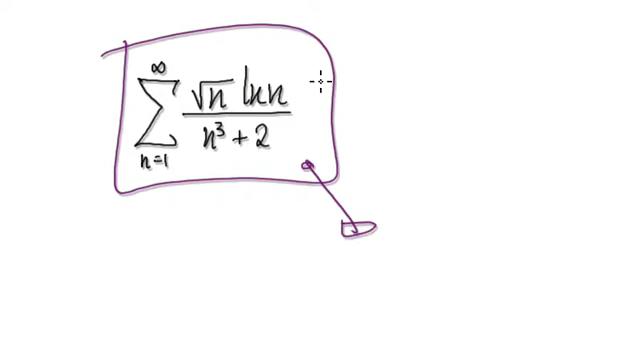 ∞
∑ √n ln n / n³ + 2
n=1